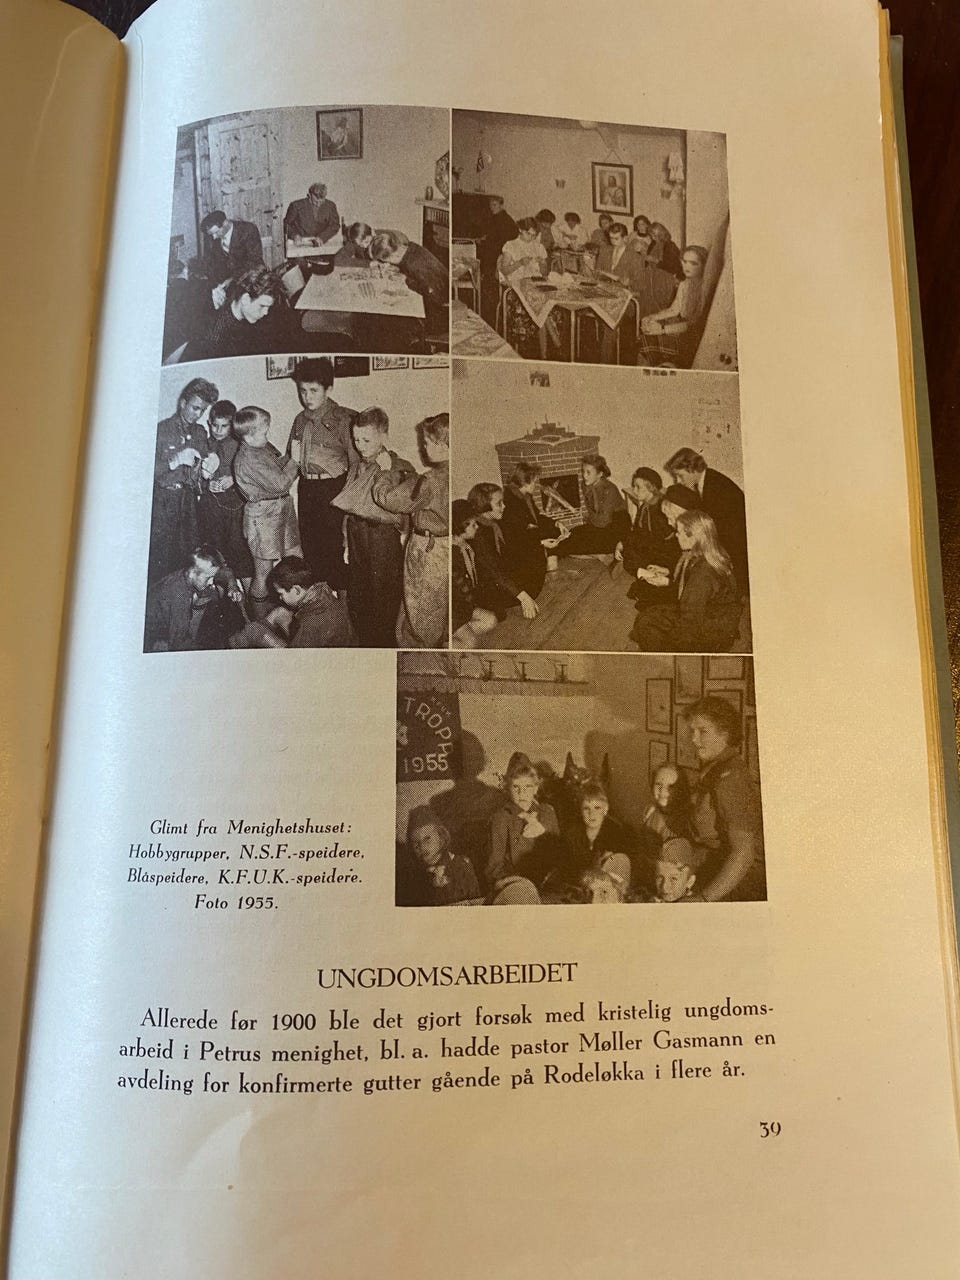 TROPP
1955
Glimt fra Menighetshuset:
Hobbygrupper, N.S.F.-speidere,
Blåspeidere, K.F.U.K.-speidere.
Foto 1955.
UNGDOMSARBEIDET
Allerede før 1900 ble det gjort forsøk med kristelig ungdoms-
arbeid i Petrus menighet, bl. a. hadde pastor Møller Gasmann en
avdeling for konfirmerte gutter gående på Rodeløkka i flere år.
39